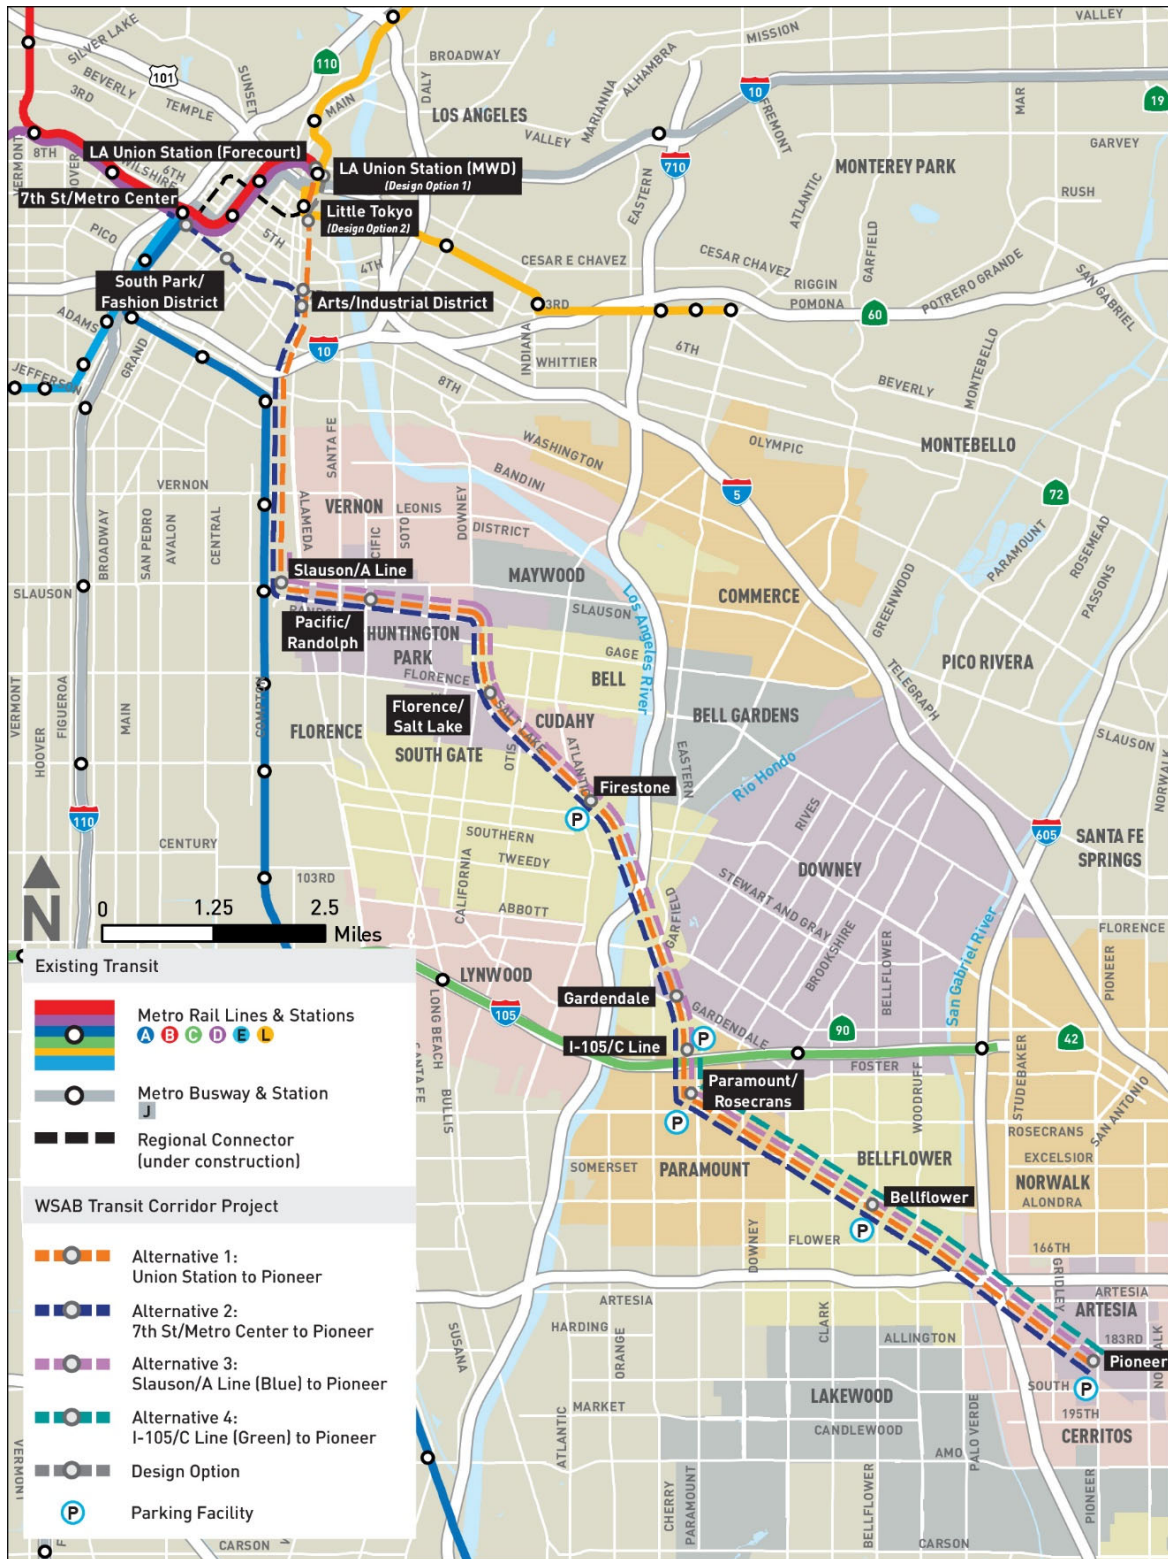 VALLEY
MISSION
SILVER LAKE
BROADWAY
ALHAMBRA
MARIANNA
101
110
SUNSET
BEVERLY
3RD
TEMPLE
MAIN
DALY
LOS ANGELES
10
FREMONT
MAR
19
VALLEY
GARVEY
VERMONT
8TH
WILSHIRE
6TH
LA Union Station (Forecourt)
710
MONTEREY PARK
LA Union Station (MWD)
(Design Option 1)
EASTERN
ATLANTIC
RUSH
7th St/Metro Center
Little Tokyo
(Design Option 2)
PICO
5TH
4TH
GARFIELD
CESAR E CHAVEZ
CESAR CHAVEZ
RIGGIN
POMONA
POTRERO GRANDE
SAN GABRIEL
South Park/
Fashion District
Arts/Industrial District
3RD
60
ADAMS
GRAND
JEFFERSON
10
INDIANA
WHITTIER
6TH
8TH
BEVERLY
MONTEBELLO
SANTA FE
WASHINGTON
OLYMPIC
MONTEBELLO
BANDINI
5
72
VERNON
VERNON
LEONIS
DOWNEY
SOTO
DISTRICT
ALAMEDA
BROADWAY
SAN PEDRO
AVALON
CENTRAL
PARAMOUNT
ROSEMEAD
PASSONS
Slauson/A Line
MAYWOOD
SLAUSON
SLAUSON
COMMERCE
GREENWOOD
Los Angeles River
Pacific/
Randolph
HUNTINGTON
PARK
GAGE
BELL
PICO RIVERA
TELEGRAPH
FLORENCE
Florence/
Salt Lake
SALT LAKE
CUDAHY
BELL GARDENS
VERMONT
HOOVER
FIGUEROA
MAIN
COMPTON
FLORENCE
SOUTH GATE
OTIS
ATLANTIC
EASTERN
Rio Hondo
SLAUSON
NORWALK
Firestone
P
RIVES
110
605
SANTA FE
SPRINGS
CENTURY
SOUTHERN
TWEEDY
DOWNEY
103RD
CALIFORNIA
STEWART AND GRAY
N
0
1.25
2.5
Miles
ABBOTT
GARFIELD
BROOKSHIRE
BELLFLOWER
San Gabriel River
PIONEER
FLORENCE
LYNWOOD
105
Gardendale
GARDENDALE
90
42
I-105/C Line
P
FOSTER
LONG BEACH
BULLIS
Paramount/
Rosecrans
P
WOODRUFF
STUDEBAKER
ROSECRANS
SAN ANTONIO
EXCELSIOR
SOMERSET
PARAMOUNT
BELLFLOWER
NORWALK
ALONDRA
Bellflower
P
DOWNEY
FLOWER
166TH
GRIDLEY
ARTESIA
ARTESIA
ARTESIA
SUSANA
HARDING
ORANGE
CLARK
ALLINGTON
183RD
Pioneer
P
SOUTH
MARKET
LAKEWOOD
CANDLEWOOD
195TH
CERRITOS
ATLANTIC
AMO
PALO VERDE
CHERRY
PARAMOUNT
BELLFLOWER
PIONEER
CARSON
CARSON
VERMONT
Existing Transit
Metro Rail Lines & Stations
A B C D E L
Metro Busway & Station
J
Regional Connector
(under construction)
WSAB Transit Corridor Project
Alternative 1:
Union Station to Pioneer
Alternative 2:
7th St/Metro Center to Pioneer
Alternative 3:
Slauson/A Line (Blue) to Pioneer
Alternative 4:
I-105/C Line (Green) to Pioneer
Design Option
P
Parking Facility